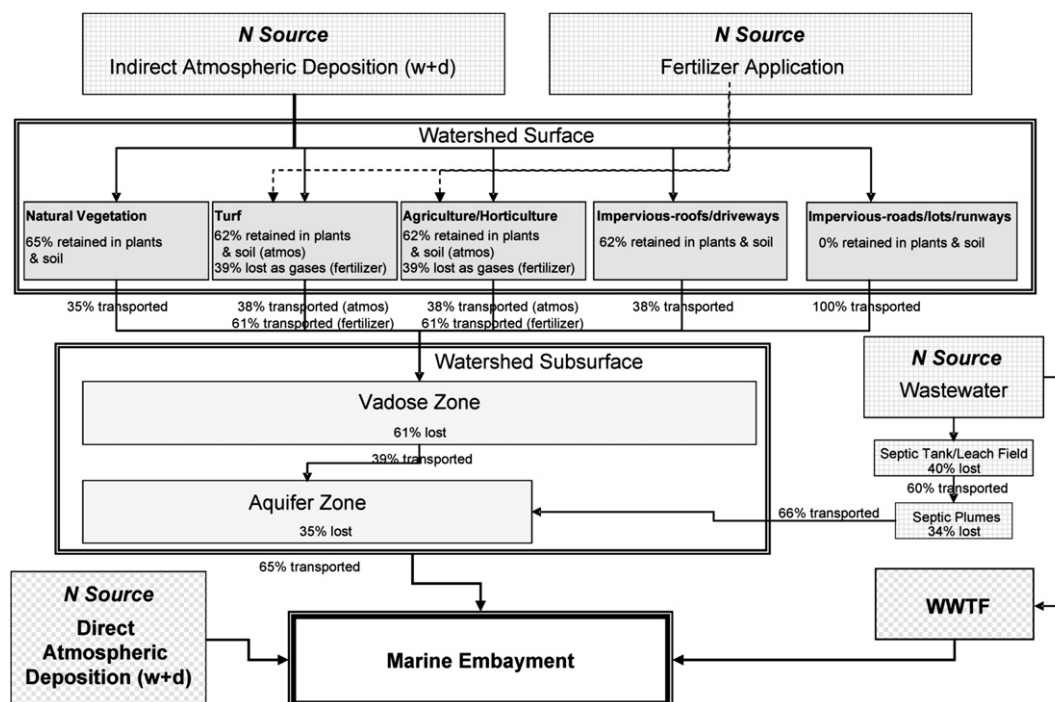 N Source
Indirect Atmospheric Deposition (w+d)
N Source
Fertilizer Application
Watershed Surface
Natural Vegetation
65% retained in plants
& soil
Turf
62% retained in plants
& soil (atmos)
39% lost as gases (fertilizer)
Agriculture/Horticulture
62% retained in plants
& soil (atmos)
39% lost as gases (fertilizer)
Impervious-roofs/driveways
62% retained in plants & soil
Impervious-roads/lots/runways
0% retained in plants & soil
35% transported
38% transported (atmos)
61% transported (fertilizer)
38% transported (atmos)
61% transported (fertilizer)
38% transported
100% transported
Watershed Subsurface
Vadose Zone
61% lost
39% transported
Aquifer Zone
35% lost
65% transported
N Source
Wastewater
Septic Tank/Leach Field
40% lost
60% transported
Septic Plumes
34% lost
66% transported
N Source
Direct
Atmospheric
Deposition (w+d)
Marine Embayment
WWTF